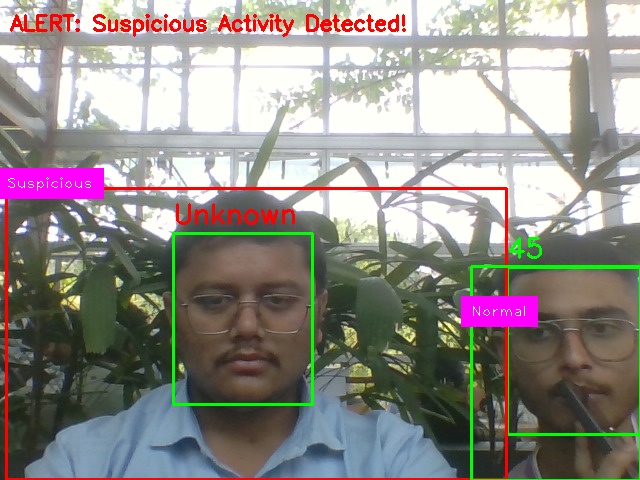 ALERT: Suspicious Activity Detected!
Suspicious
Unknown
45
Normal